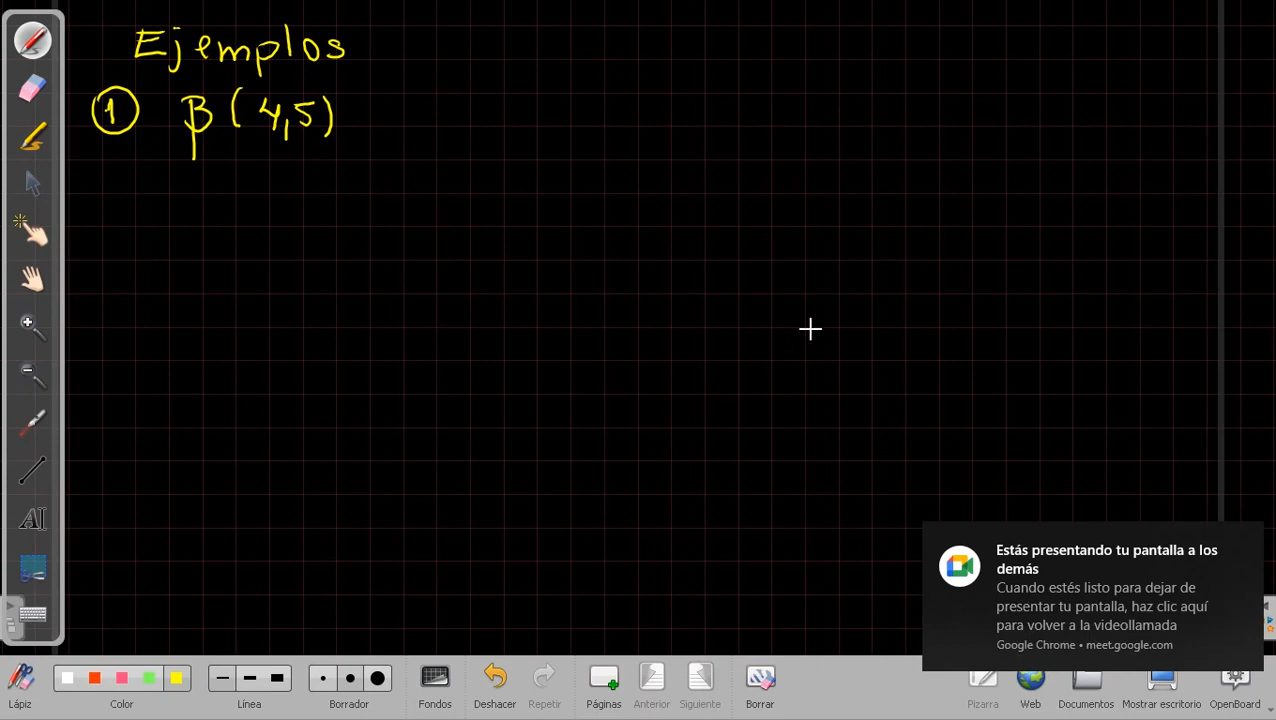 Ejemplos
① β(4,5)
Estás presentando tu pantalla a los
demás
Cuando estés listo para dejar de
presentar tu pantalla, haz clic aquí
para volver a la videollamada
Google Chrome • meet.google.com
Lápiz
Color
Línea
Borrador
Fondos
Deshacer
Repetir
Páginas
Anterior
Siguiente
Borrar
Pizarra
Web
Documentos
Mostrar escritorio
OpenBoard